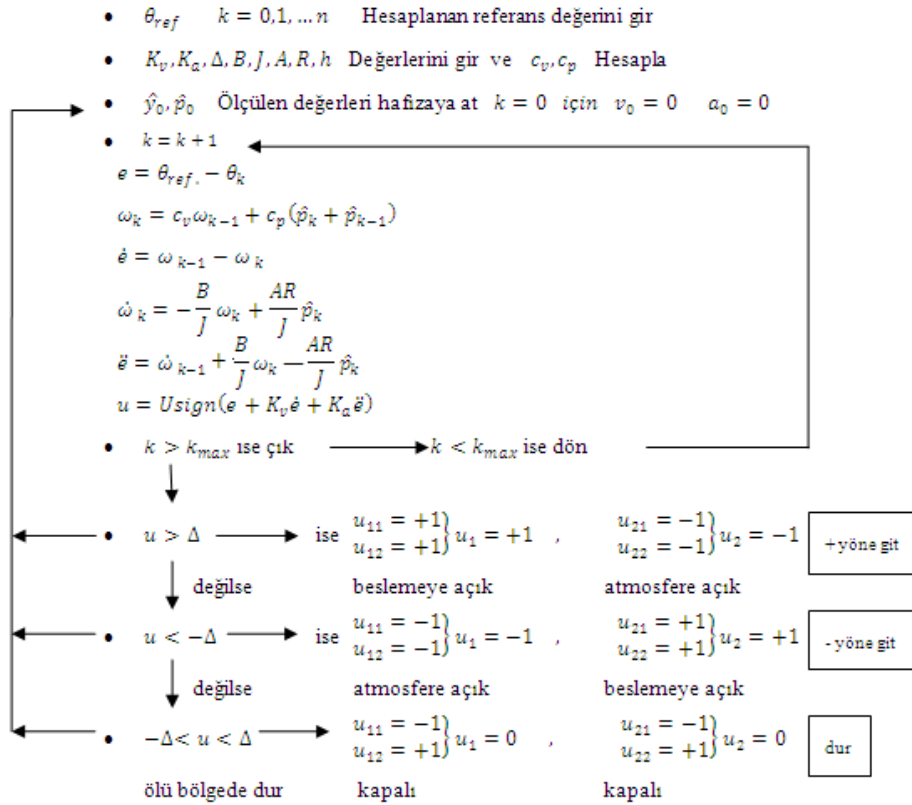 • θ_ref k = 0,1, … n Hesaplanan referans değerini gir
• K_v, K_a, Δ, B, J, A, R, h Değerlerini gir ve c_v, c_p Hesapla
• ŷ_0, p̂_0 Ölçülen değerleri hafızaya at k = 0 için v_0 = 0 a_0 = 0
• k = k + 1
e = θ_ref. − θ_k
ω_k = c_v ω_{k−1} + c_p(p̂_k + p̂_{k−1})
ė = ω_{k−1} − ω_k
ω̇_k = −B/J ω_k + AR/J p̂_k
ë = ω̇_{k−1} + B/J ω_k − AR/J p̂_k
u = Usign(e + K_v ė + K_a ë)
• k > k_max ise çık k < k_max ise dön
• u > Δ ise u_11 = +1 u_12 = +1} u_1 = +1 , u_21 = −1 u_22 = −1} u_2 = −1 + yöne git
değilse beslemeye açık atmosfere açık
• u < −Δ ise u_11 = −1 u_12 = −1} u_1 = −1 , u_21 = +1 u_22 = +1} u_2 = +1 - yöne git
değilse atmosfere açık beslemeye açık
• −Δ < u < Δ u_11 = −1 u_12 = +1} u_1 = 0 , u_21 = −1 u_22 = +1} u_2 = 0 dur
ölü bölgede dur kapalı kapalı